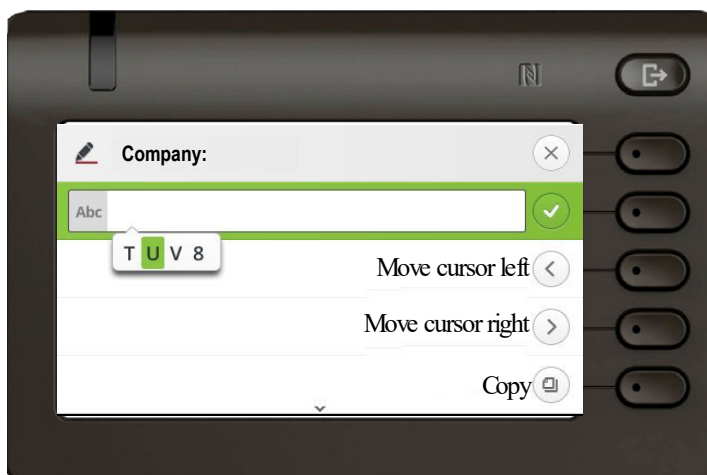 Company:
Abc
T U V 8
Move cursor left
Move cursor right
Copy